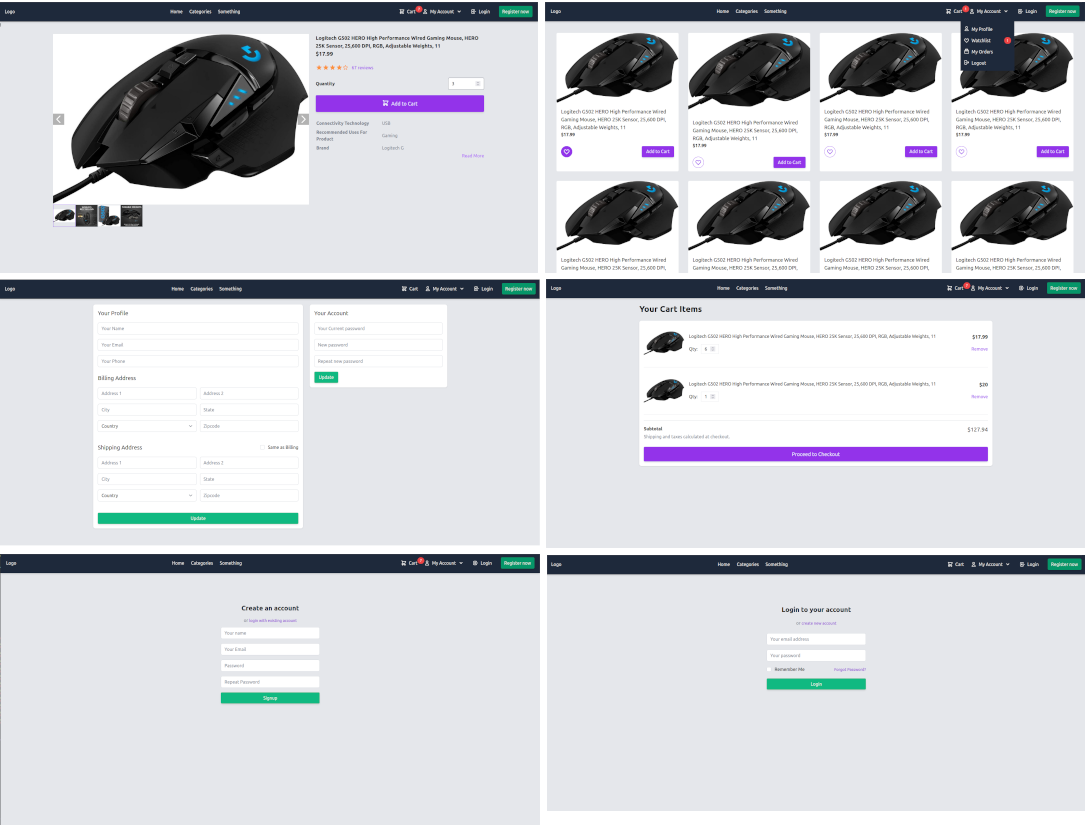 Logo
Home Categories Something
Cart My Account Login Register now
Logitech G502 HERO High Performance Wired Gaming Mouse, HERO
25K Sensor, 25,600 DPI, RGB, Adjustable Weights, 11
$17.99
67 reviews
Quantity
Add to Cart
Connectivity Technology USB
Recommended Uses For
Product Gaming
Brand Logitech G
Read More
Logo
Home Categories Something
Cart My Account Login Register now
My Profile
Watchlist 1
My Orders
Logout
Logitech G502 HERO High Performance Wired
Gaming Mouse, HERO 25K Sensor, 25,600 DPI,
RGB, Adjustable Weights, 11
$17.99
Add to Cart
Logitech G502 HERO High Performance Wired
Gaming Mouse, HERO 25K Sensor, 25,600 DPI,
RGB, Adjustable Weights, 11
$17.99
Add to Cart
Logitech G502 HERO High Performance Wired
Gaming Mouse, HERO 25K Sensor, 25,600 DPI,
RGB, Adjustable Weights, 11
$17.99
Add to Cart
Logitech G502 HERO High Performance Wired
Gaming Mouse, HERO 25K Sensor, 25,600 DPI,
RGB, Adjustable Weights, 11
$17.99
Add to Cart
Logitech G502 HERO High Performance Wired
Gaming Mouse, HERO 25K Sensor, 25,600 DPI,
Logitech G502 HERO High Performance Wired
Gaming Mouse, HERO 25K Sensor, 25,600 DPI,
Logitech G502 HERO High Performance Wired
Gaming Mouse, HERO 25K Sensor, 25,600 DPI,
Logitech G502 HERO High Performance Wired
Gaming Mouse, HERO 25K Sensor, 25,600 DPI,
Logo
Home Categories Something
Cart My Account Login Register now
Your Profile
Your Name
Your Email
Your Phone
Billing Address
Address 1 Address 2
City State
Country Zipcode
Shipping Address Same as Billing
Address 1 Address 2
City State
Country Zipcode
Update
Your Account
Your Current password
New password
Repeat new password
Update
Logo
Home Categories Something
Cart My Account Login Register now
Your Cart Items
Logitech G502 HERO High Performance Wired Gaming Mouse, HERO 25K Sensor, 25,600 DPI, RGB, Adjustable Weights, 11 $17.99
Qty: 6 Remove
Logitech G502 HERO High Performance Wired Gaming Mouse, HERO 25K Sensor, 25,600 DPI, RGB, Adjustable Weights, 11 $20
Qty: 1 Remove
Subtotal $127.94
Shipping and taxes calculated at checkout.
Proceed to Checkout
Logo
Home Categories Something
Cart My Account Login Register now
Create an account
or login with existing account
Your name
Your Email
Password
Repeat Password
Signup
Logo
Home Categories Something
Cart My Account Login Register now
Login to your account
or create new account
Your email address
Your password
Remember Me Forgot Password?
Login